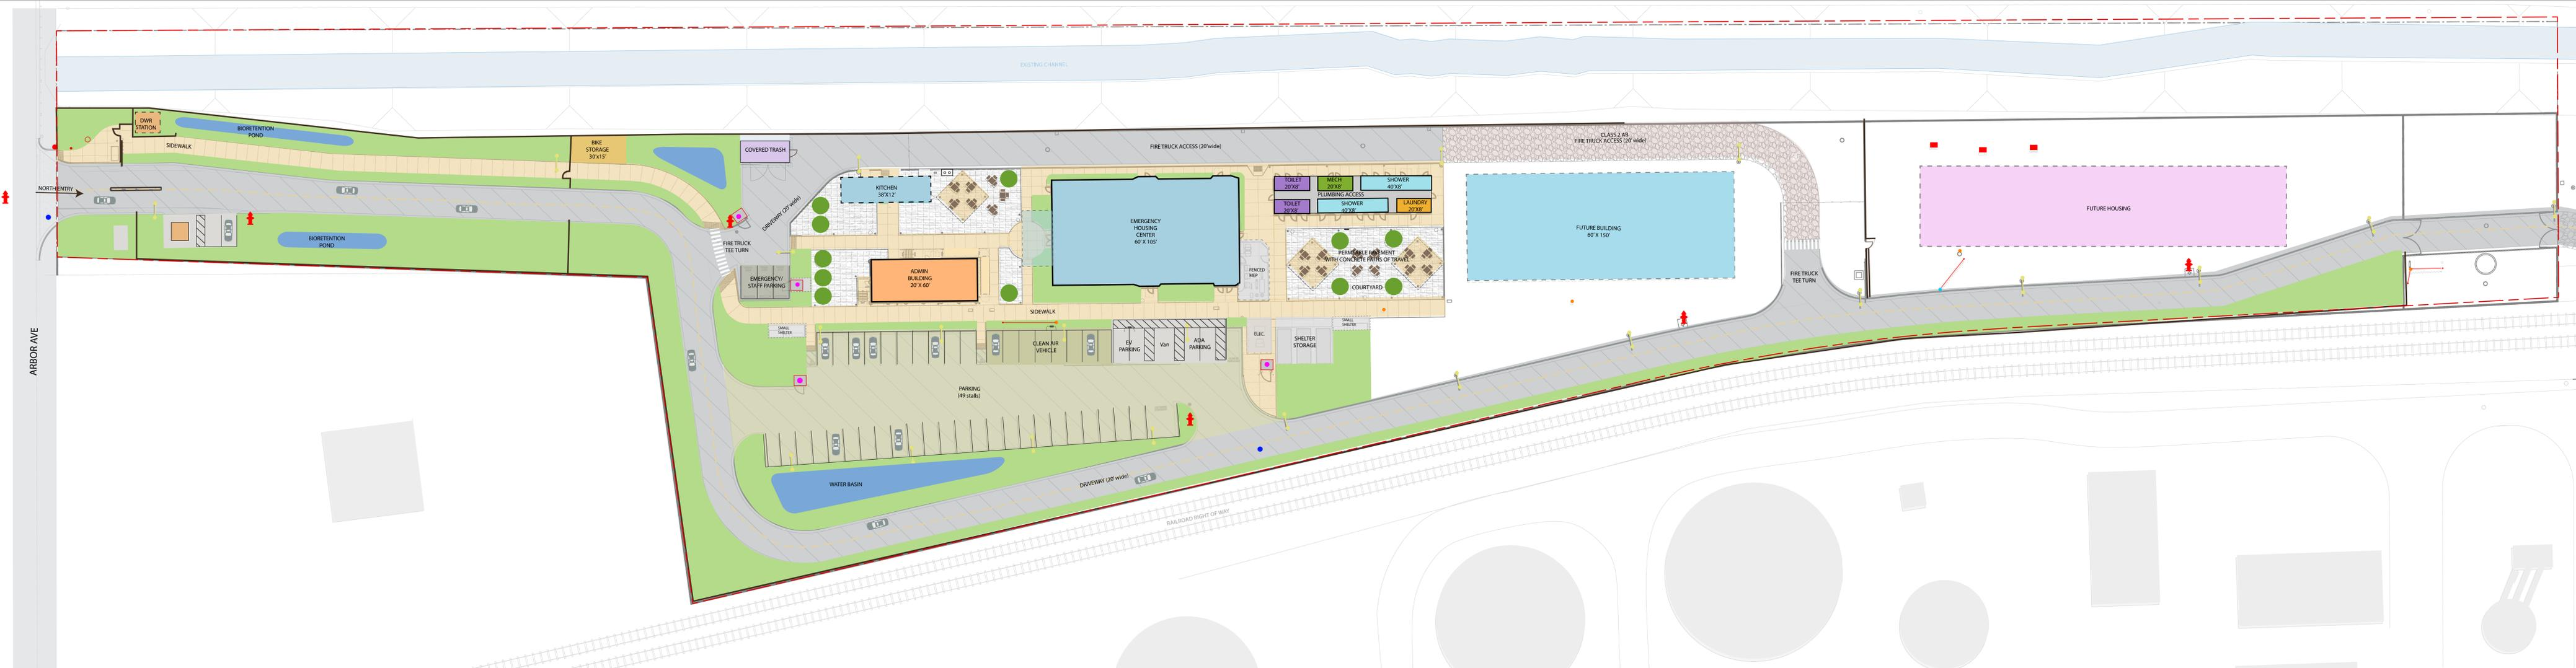 EXISTING CHANNEL
DWR
STATION
BIORETENTION
POND
SIDEWALK
BIKE
STORAGE
30'x15'
COVERED TRASH
FIRE TRUCK ACCESS (20'wide)
CLASS 2 AB
FIRE TRUCK ACCESS (20' wide)
NORTH ENTRY
KITCHEN
38'X12'
DRIVEWAY (20' wide)
TOILET
20'X8'
MECH
20'X8'
SHOWER
40'X8'
PLUMBING ACCESS
TOILET
20'X8'
SHOWER
40'X8'
LAUNDRY
20'X8'
EMERGENCY
HOUSING
CENTER
60' X 105'
FUTURE BUILDING
60' X 150'
FUTURE HOUSING
BIORETENTION
POND
FIRE TRUCK
TEE TURN
EMERGENCY/
STAFF PARKING
ADMIN
BUILDING
20' X 60'
FENCED
MEP
PERMEABLE PAVEMENT
WITH CONCRETE PATHS OF TRAVEL
COURTYARD
FIRE TRUCK
TEE TURN
SIDEWALK
SMALL
SHELTER
SMALL
SHELTER
CLEAN AIR
VEHICLE
EV
PARKING
Van
ADA
PARKING
ELEC.
SHELTER
STORAGE
ARBOR AVE
PARKING
(49 stalls)
WATER BASIN
DRIVEWAY (20' wide)
RAILROAD RIGHT OF WAY